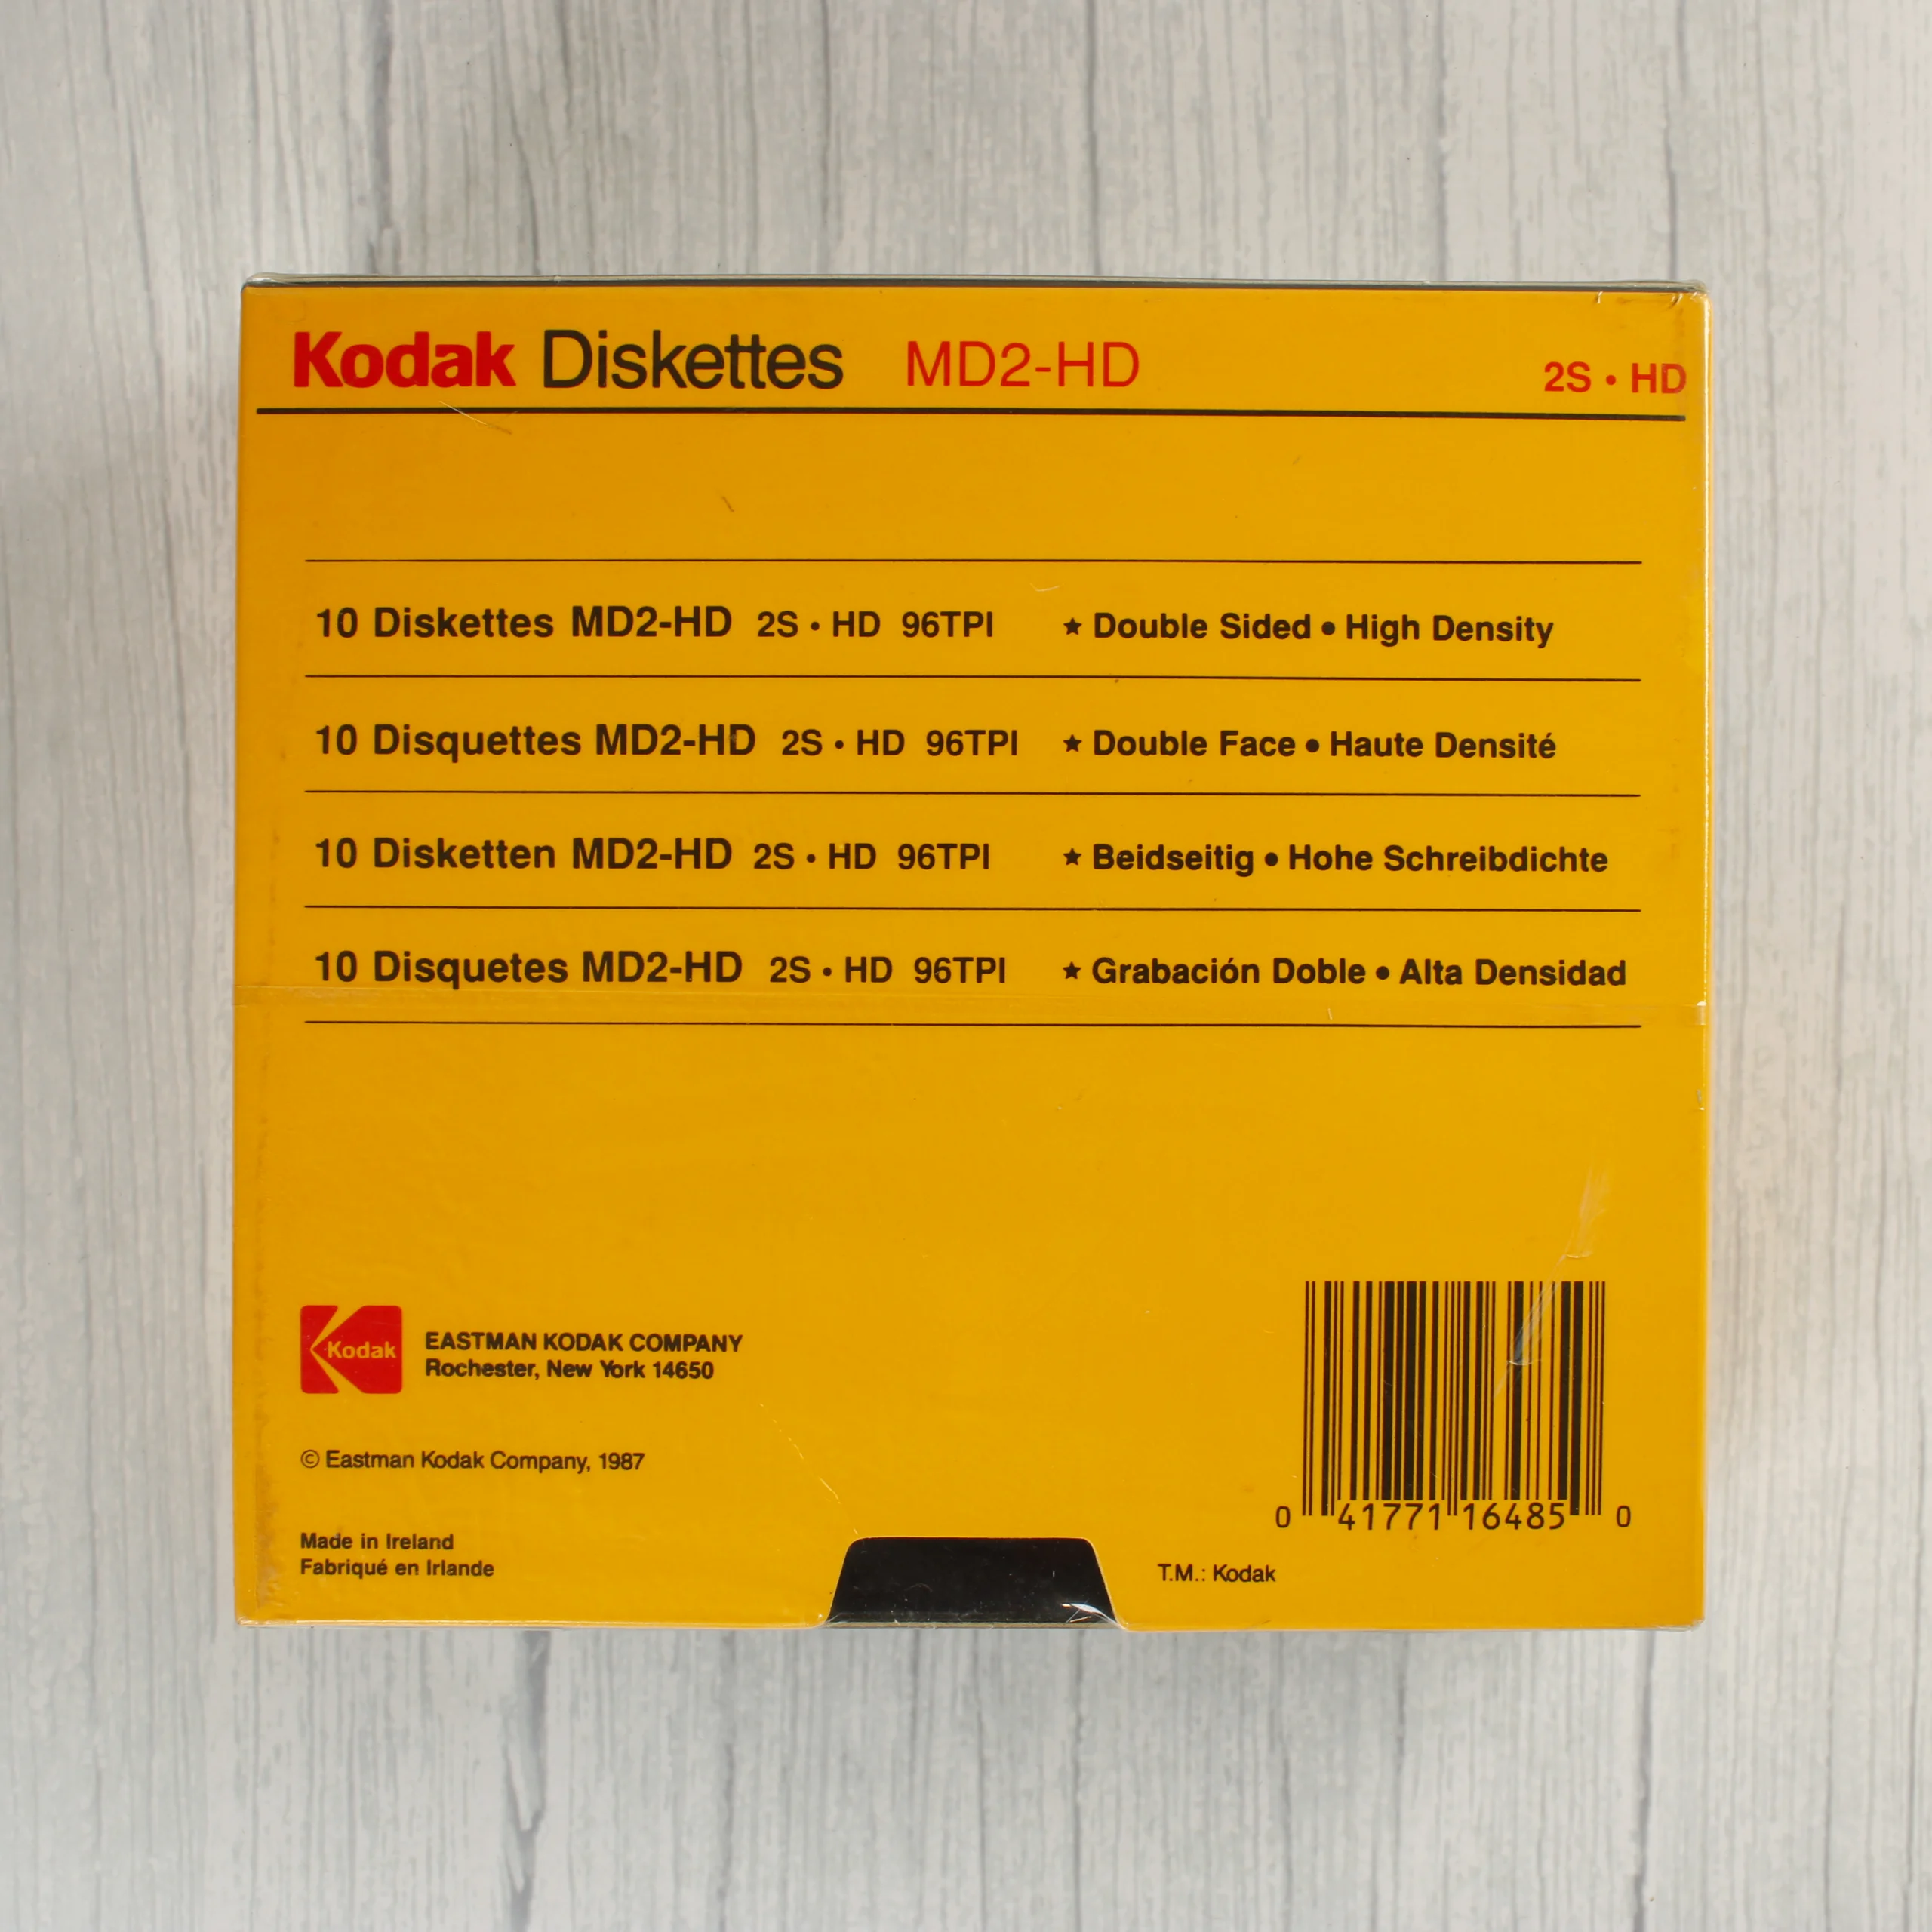 Kodak Diskettes MD2-HD 2S • HD
10 Diskettes MD2-HD 2S • HD 96TPI ★ Double Sided • High Density
10 Disquettes MD2-HD 2S • HD 96TPI ★ Double Face • Haute Densité
10 Disketten MD2-HD 2S • HD 96TPI ★ Beidseitig • Hohe Schreibdichte
10 Disquetes MD2-HD 2S • HD 96TPI ★ Grabación Doble • Alta Densidad
Kodak
EASTMAN KODAK COMPANY
Rochester, New York 14650
© Eastman Kodak Company, 1987
0 41771 16485 0
Made in Ireland
Fabriqué en Irlande
T.M.: Kodak